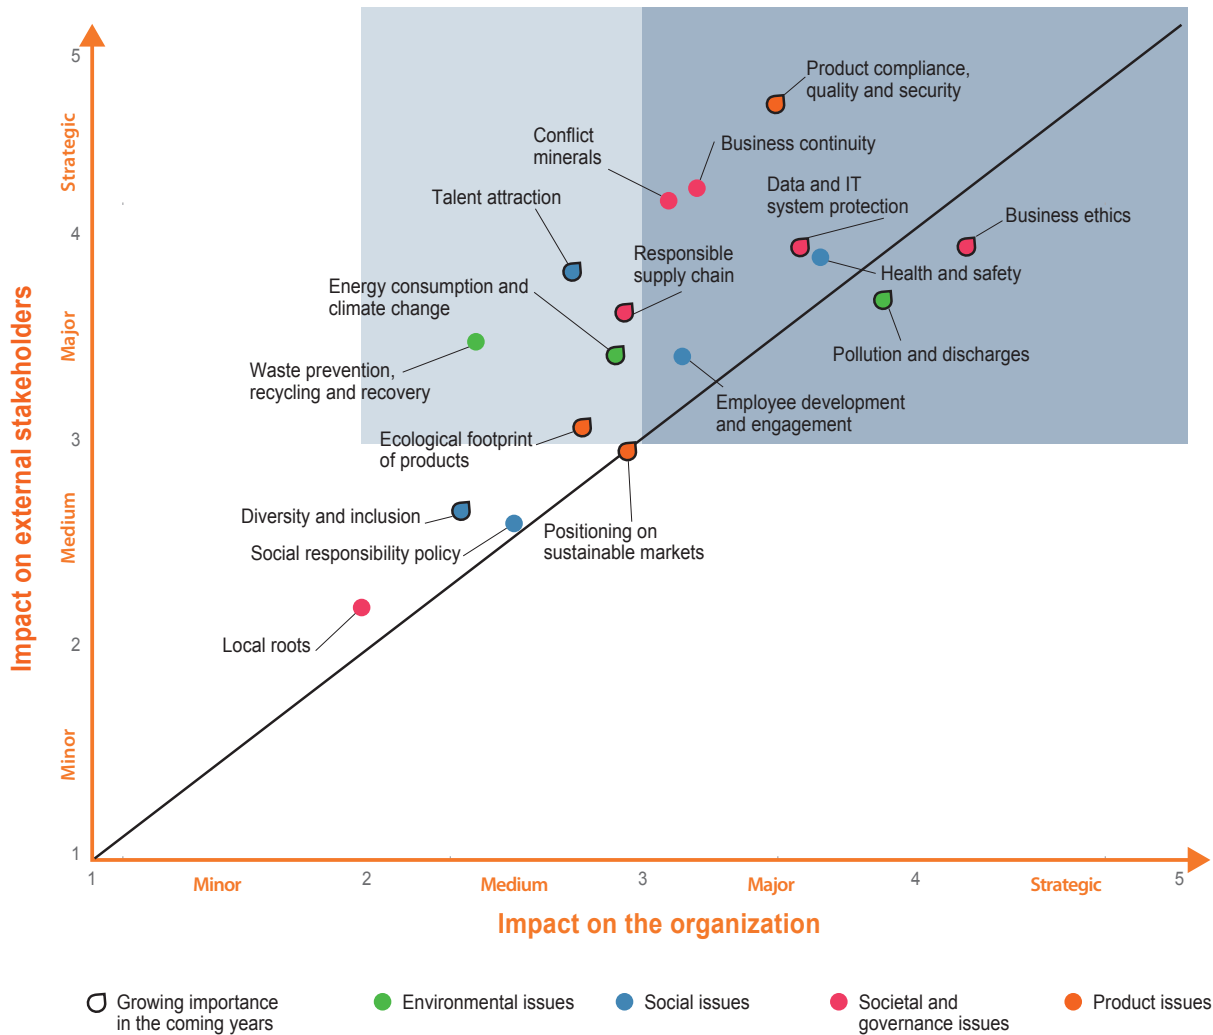 5
Product compliance,
quality and security
Strategic
Conflict
minerals
Business continuity
Talent attraction
Data and IT
system protection
Business ethics
4
Responsible
supply chain
Health and safety
Energy consumption and
climate change
Impact on external stakeholders
Major
Waste prevention,
recycling and recovery
Pollution and discharges
Employee development
and engagement
3
Ecological footprint
of products
Medium
Diversity and inclusion
Positioning on
sustainable markets
Social responsibility policy
2
Local roots
Minor
1
1
Minor
2
Medium
3
Major
4
Strategic
5
Impact on the organization
Growing importance
in the coming years
Environmental issues
Social issues
Societal and
governance issues
Product issues